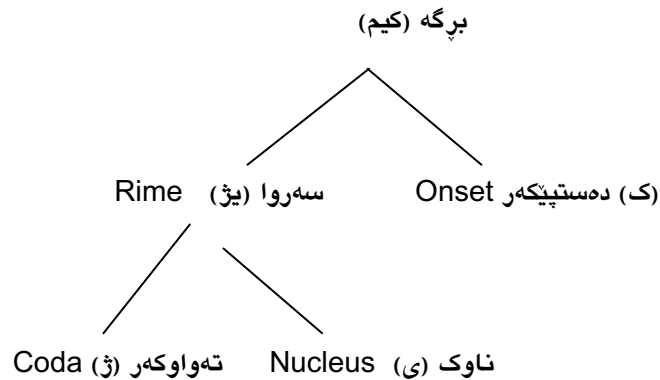 بڕگە (کیم)
(ک) دەستپێکەر Onset
سەروا (یژ) Rime
ناوک (ی) Nucleus
تەواوکەر (ژ) Coda